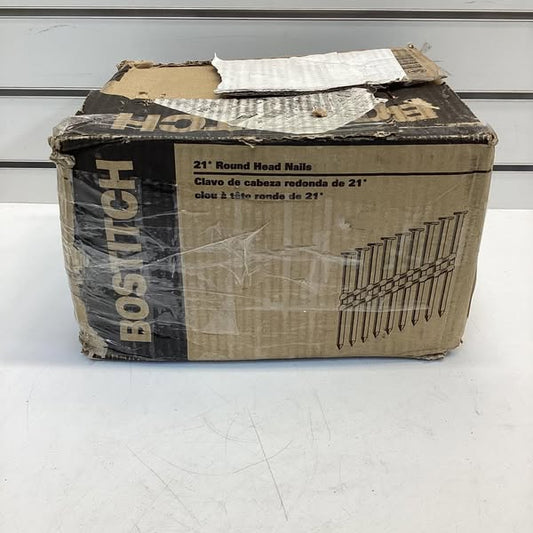 BOSTITCH
21° Round Head Nails
Clavo de cabeza redonda de 21°
clou à tête ronde de 21°